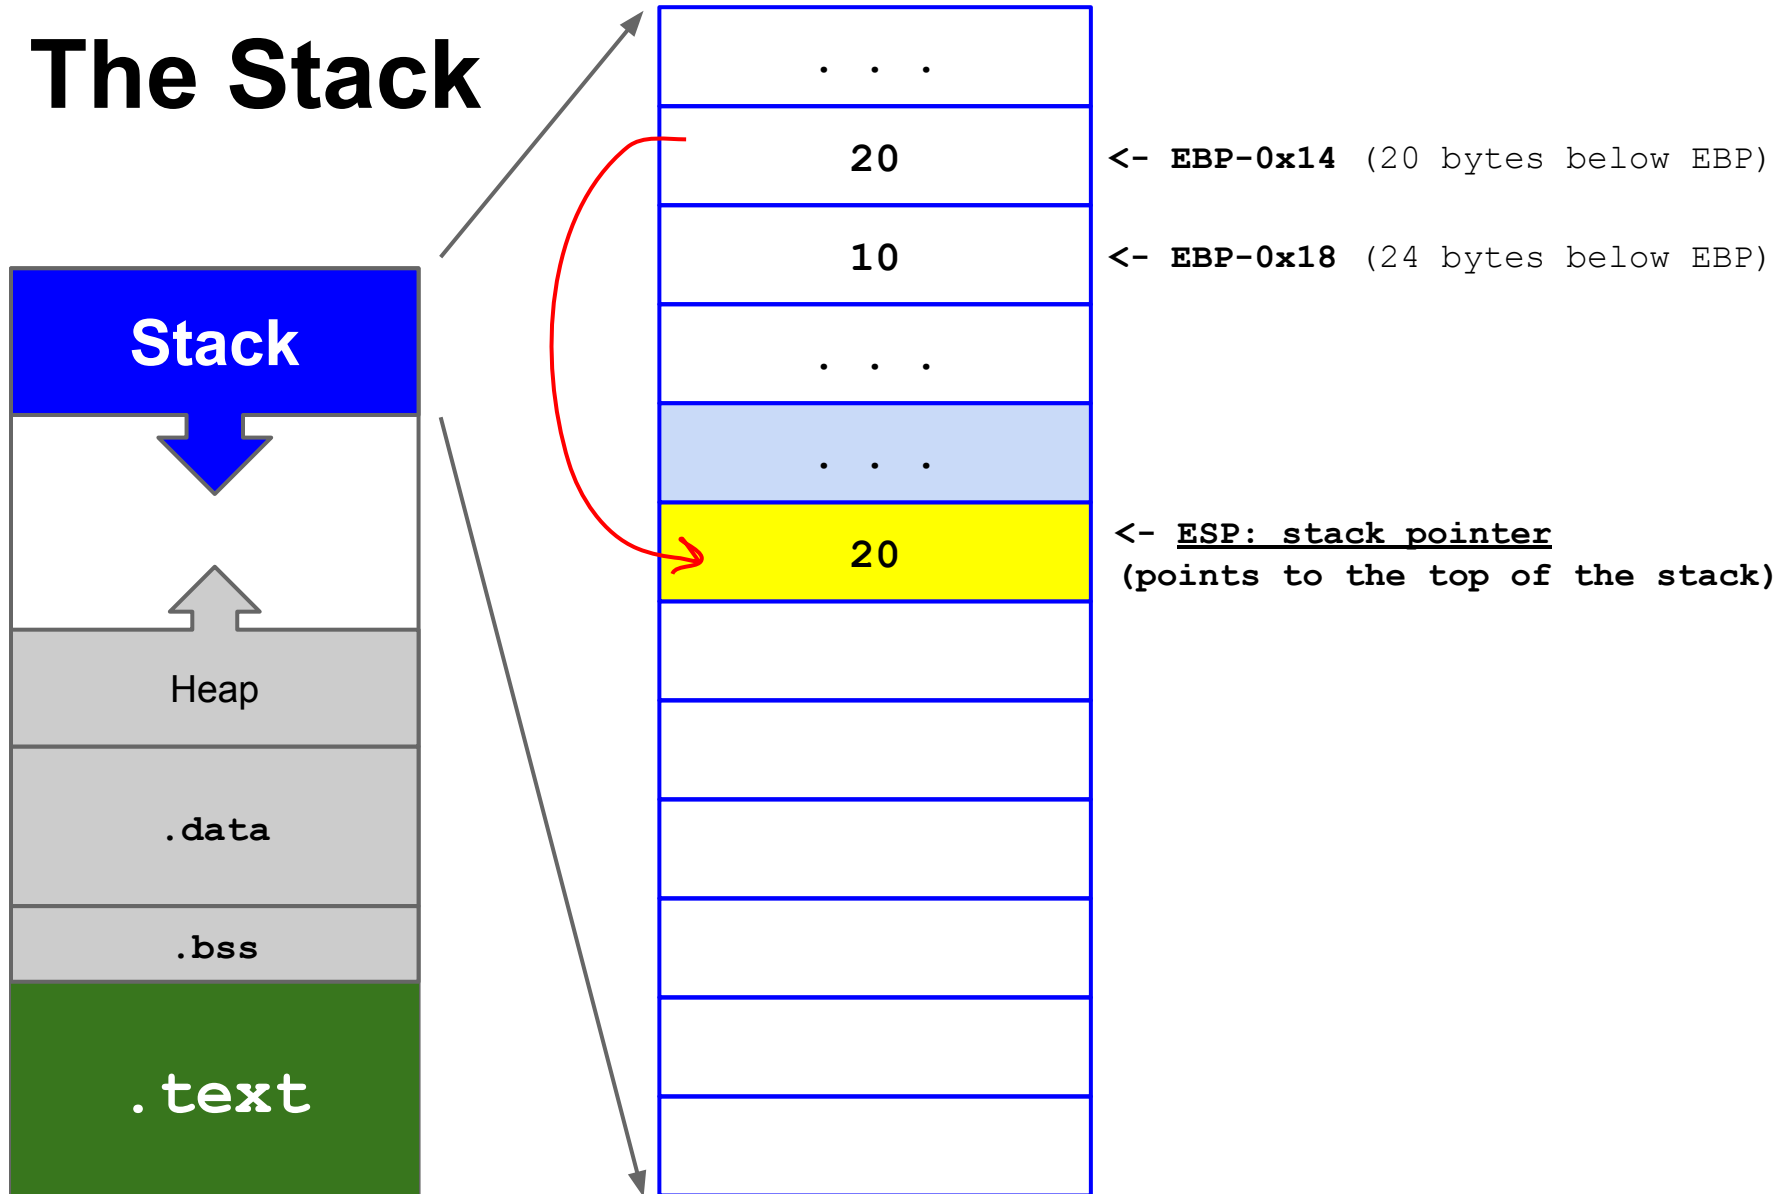 The Stack
. . .
20 <- EBP-0x14 (20 bytes below EBP)
10 <- EBP-0x18 (24 bytes below EBP)
. . .
. . .
20 <- ESP: stack pointer
(points to the top of the stack)
Stack
Heap
.data
.bss
.text